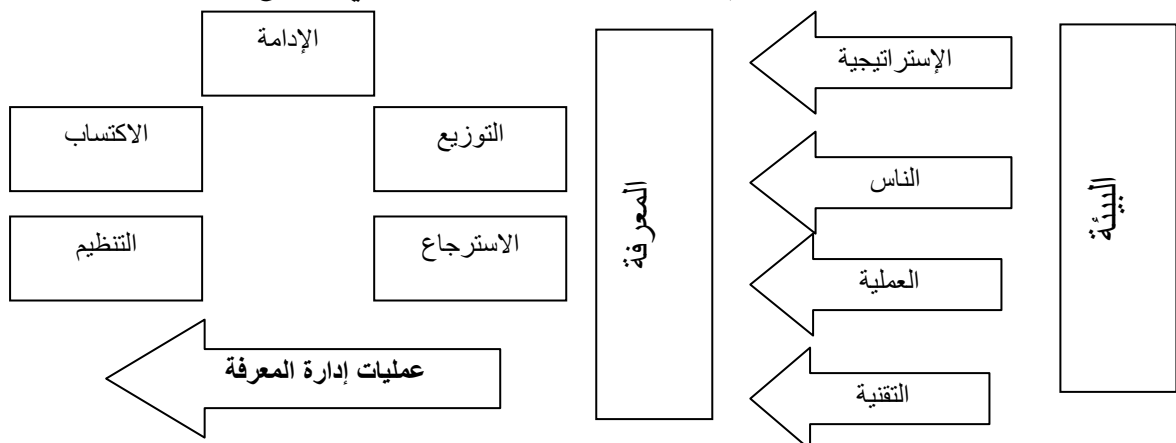 البيئة
الإستراتيجية
الناس
العملية
التقنية
المعرفة
الإدامة
التوزيع
الاكتساب
الاسترجاع
التنظيم
عمليات إدارة المعرفة